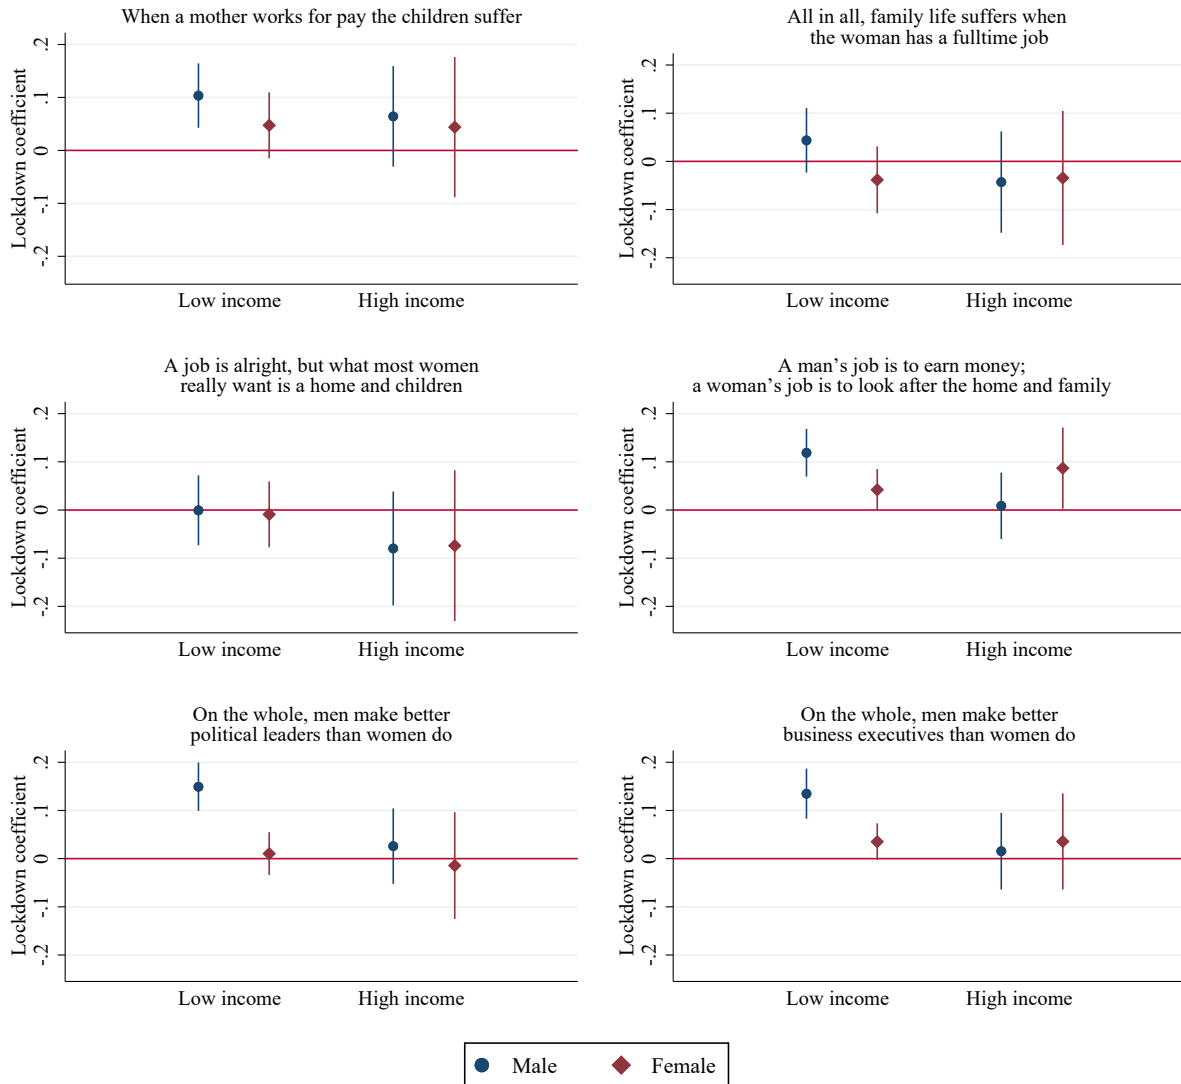 When a mother works for pay the children suffer
Lockdown coefficient
.2
.1
0
-.1
-.2
Low income
High income
All in all, family life suffers when
the woman has a fulltime job
Lockdown coefficient
.2
.1
0
-.1
-.2
Low income
High income
A job is alright, but what most women
really want is a home and children
Lockdown coefficient
.2
.1
0
-.1
-.2
Low income
High income
A man's job is to earn money;
a woman's job is to look after the home and family
Lockdown coefficient
.2
.1
0
-.1
-.2
Low income
High income
On the whole, men make better
political leaders than women do
Lockdown coefficient
.2
.1
0
-.1
-.2
Low income
High income
On the whole, men make better
business executives than women do
Lockdown coefficient
.2
.1
0
-.1
-.2
Low income
High income
Male
Female